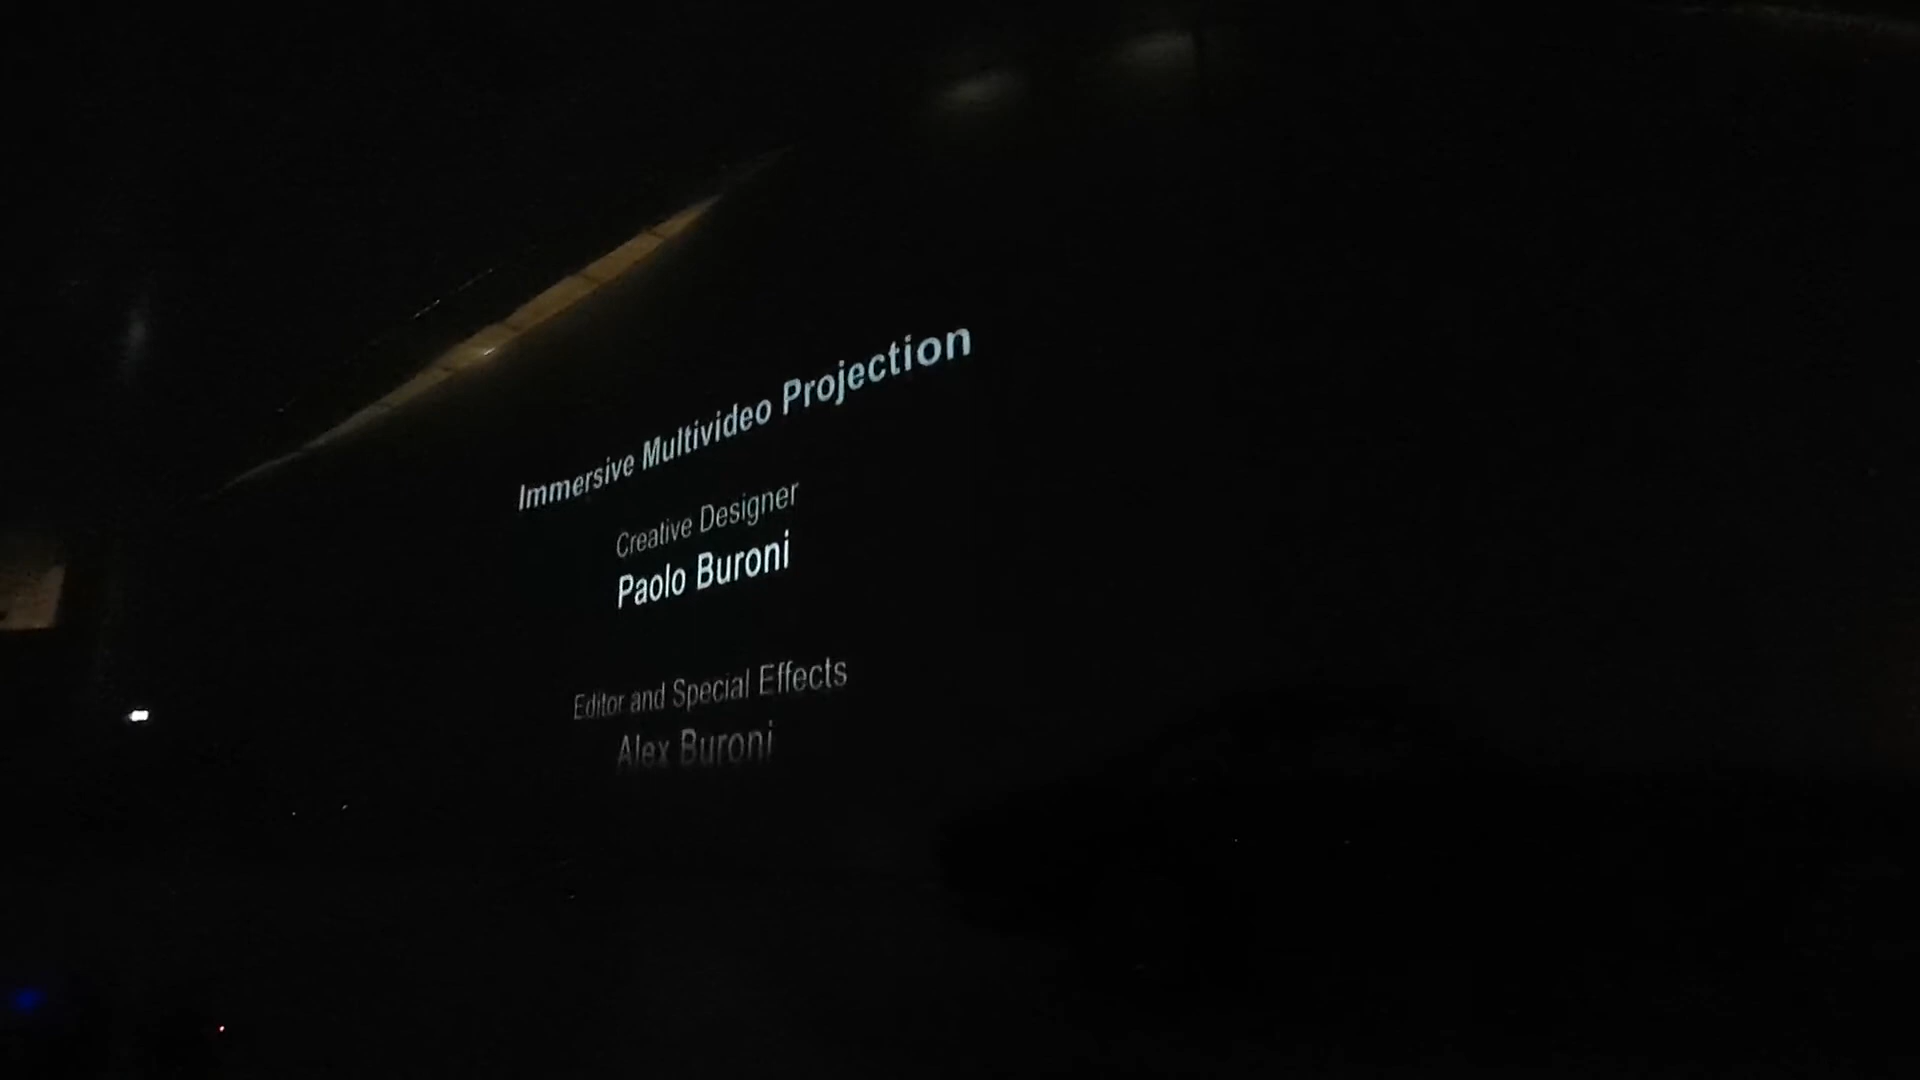 Immersive Multivideo Projection
Creative Designer
Paolo Buroni
Editor and Special Effects
Alex Buroni